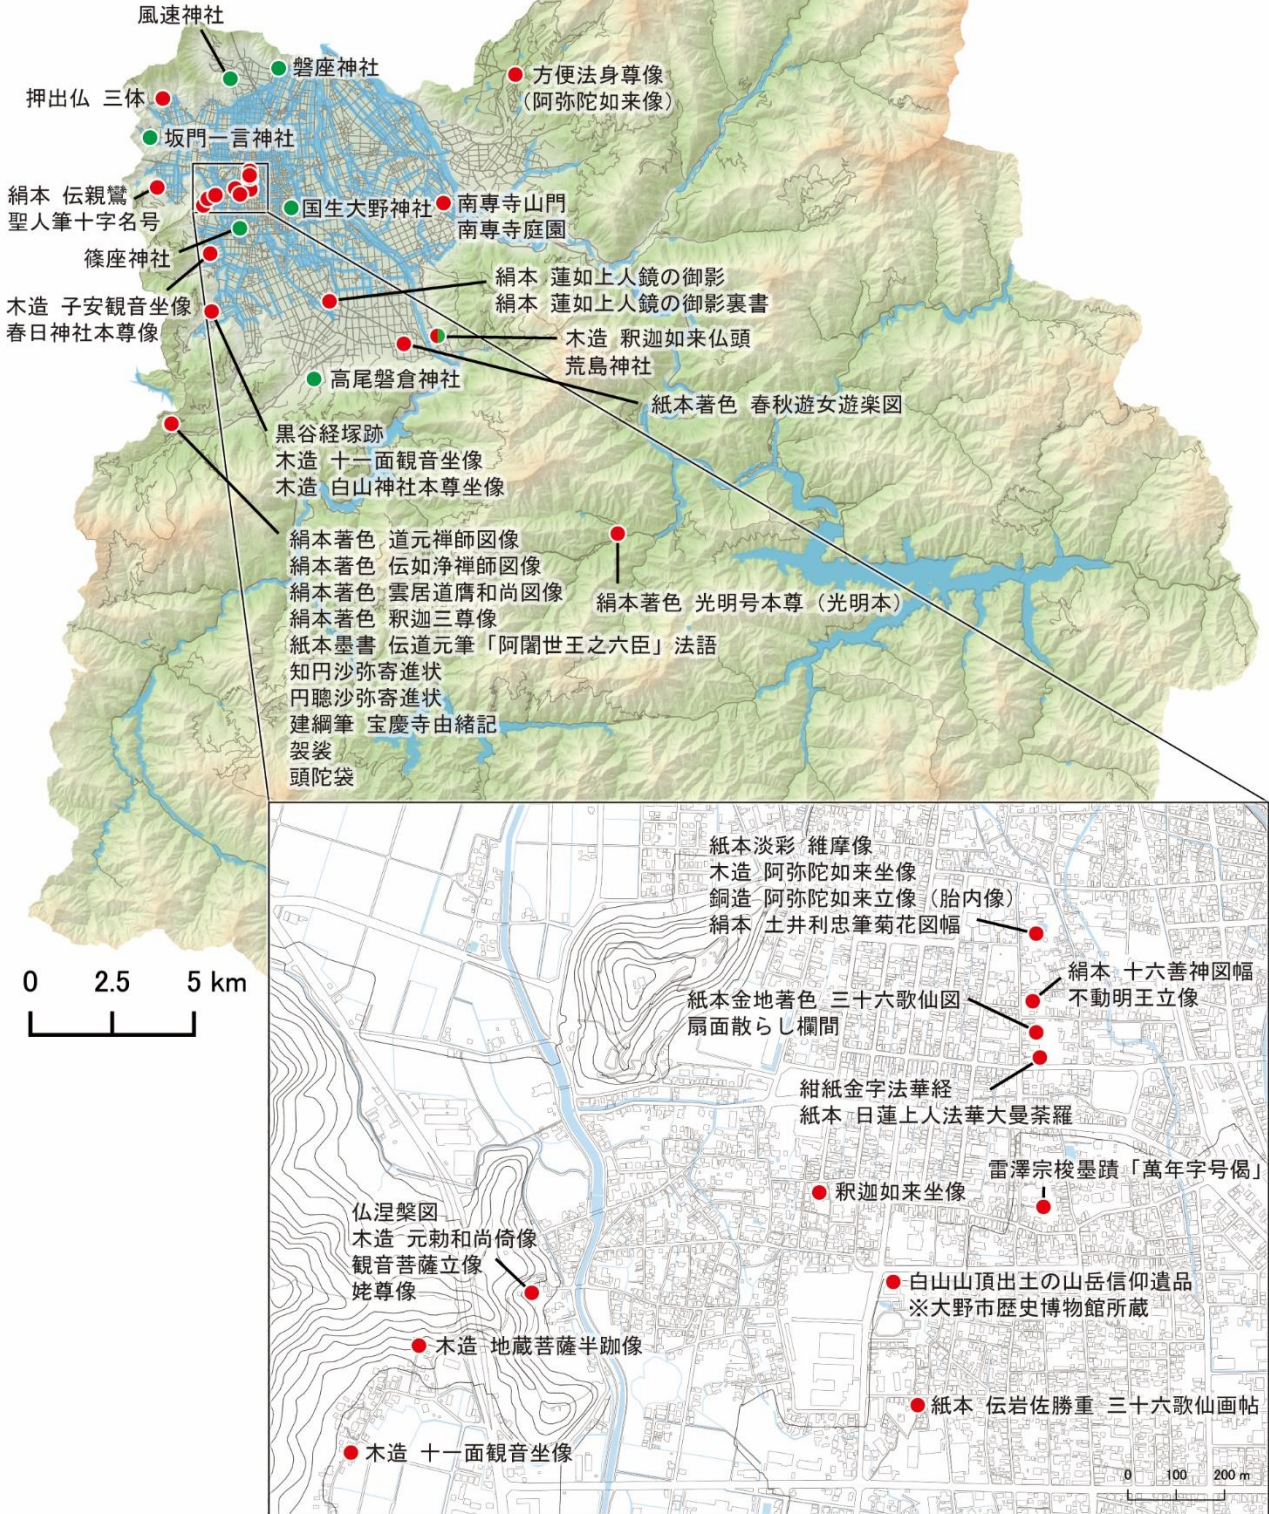 風速神社
磐座神社
押出仏 三体
方便法身尊像
（阿弥陀如来像）
坂門一言神社
絹本 伝親鸞
聖人筆十字名号
国生大野神社
南専寺山門
南専寺庭園
篠座神社
木造 子安観音坐像
春日神社本尊像
絹本 蓮如上人鏡の御影
絹本 蓮如上人鏡の御影裏書
木造 釈迦如来仏頭
荒島神社
高尾磐倉神社
紙本著色 春秋遊女遊楽図
黒谷経塚跡
木造 十一面観音坐像
木造 白山神社本尊坐像
絹本著色 道元禅師図像
絹本著色 伝如浄禅師図像
絹本著色 雲居道膺和尚図像
絹本著色 釈迦三尊像
紙本墨書 伝道元筆「阿闍世王之六臣」法語
知円沙弥寄進状
円聰沙弥寄進状
建綱筆 宝慶寺由緒記
袈裟
頭陀袋
絹本著色 光明号本尊（光明本）
0 2.5 5 km
紙本淡彩 維摩像
木造 阿弥陀如来坐像
銅造 阿弥陀如来立像（胎内像）
絹本 土井利忠筆菊花図幅
絹本 十六善神図幅
不動明王立像
紙本金地著色 三十六歌仙図
扇面散らし欄間
紺紙金字法華経
紙本 日蓮上人法華大曼荼羅
雷澤宗梭墨蹟「萬年字号偈」
釈迦如来坐像
仏涅槃図
木造 元勅和尚倚像
観音菩薩立像
姥尊像
白山山頂出土の山岳信仰遺品
※大野市歴史博物館所蔵
木造 地蔵菩薩半跏像
紙本 伝岩佐勝重 三十六歌仙画帖
木造 十一面観音坐像
0 100 200 m